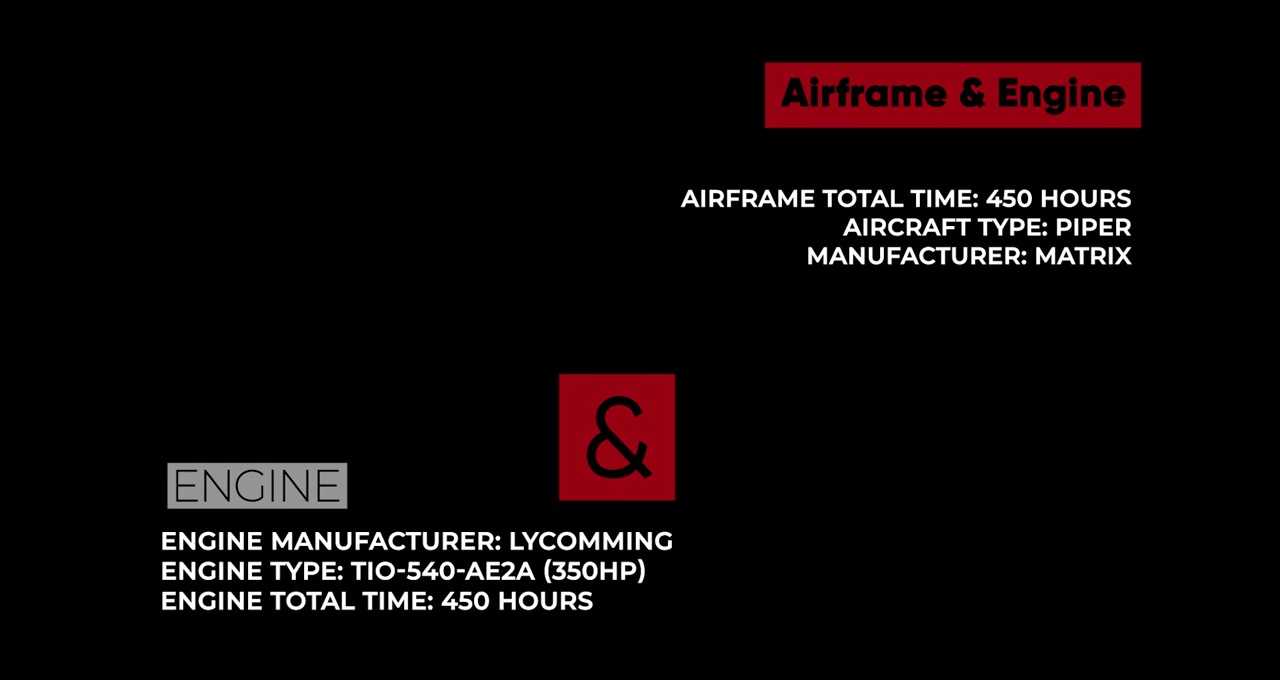 Airframe & Engine
AIRFRAME TOTAL TIME: 450 HOURS
AIRCRAFT TYPE: PIPER
MANUFACTURER: MATRIX
&
ENGINE
ENGINE MANUFACTURER: LYCOMMING
ENGINE TYPE: TIO-540-AE2A (350HP)
ENGINE TOTAL TIME: 450 HOURS